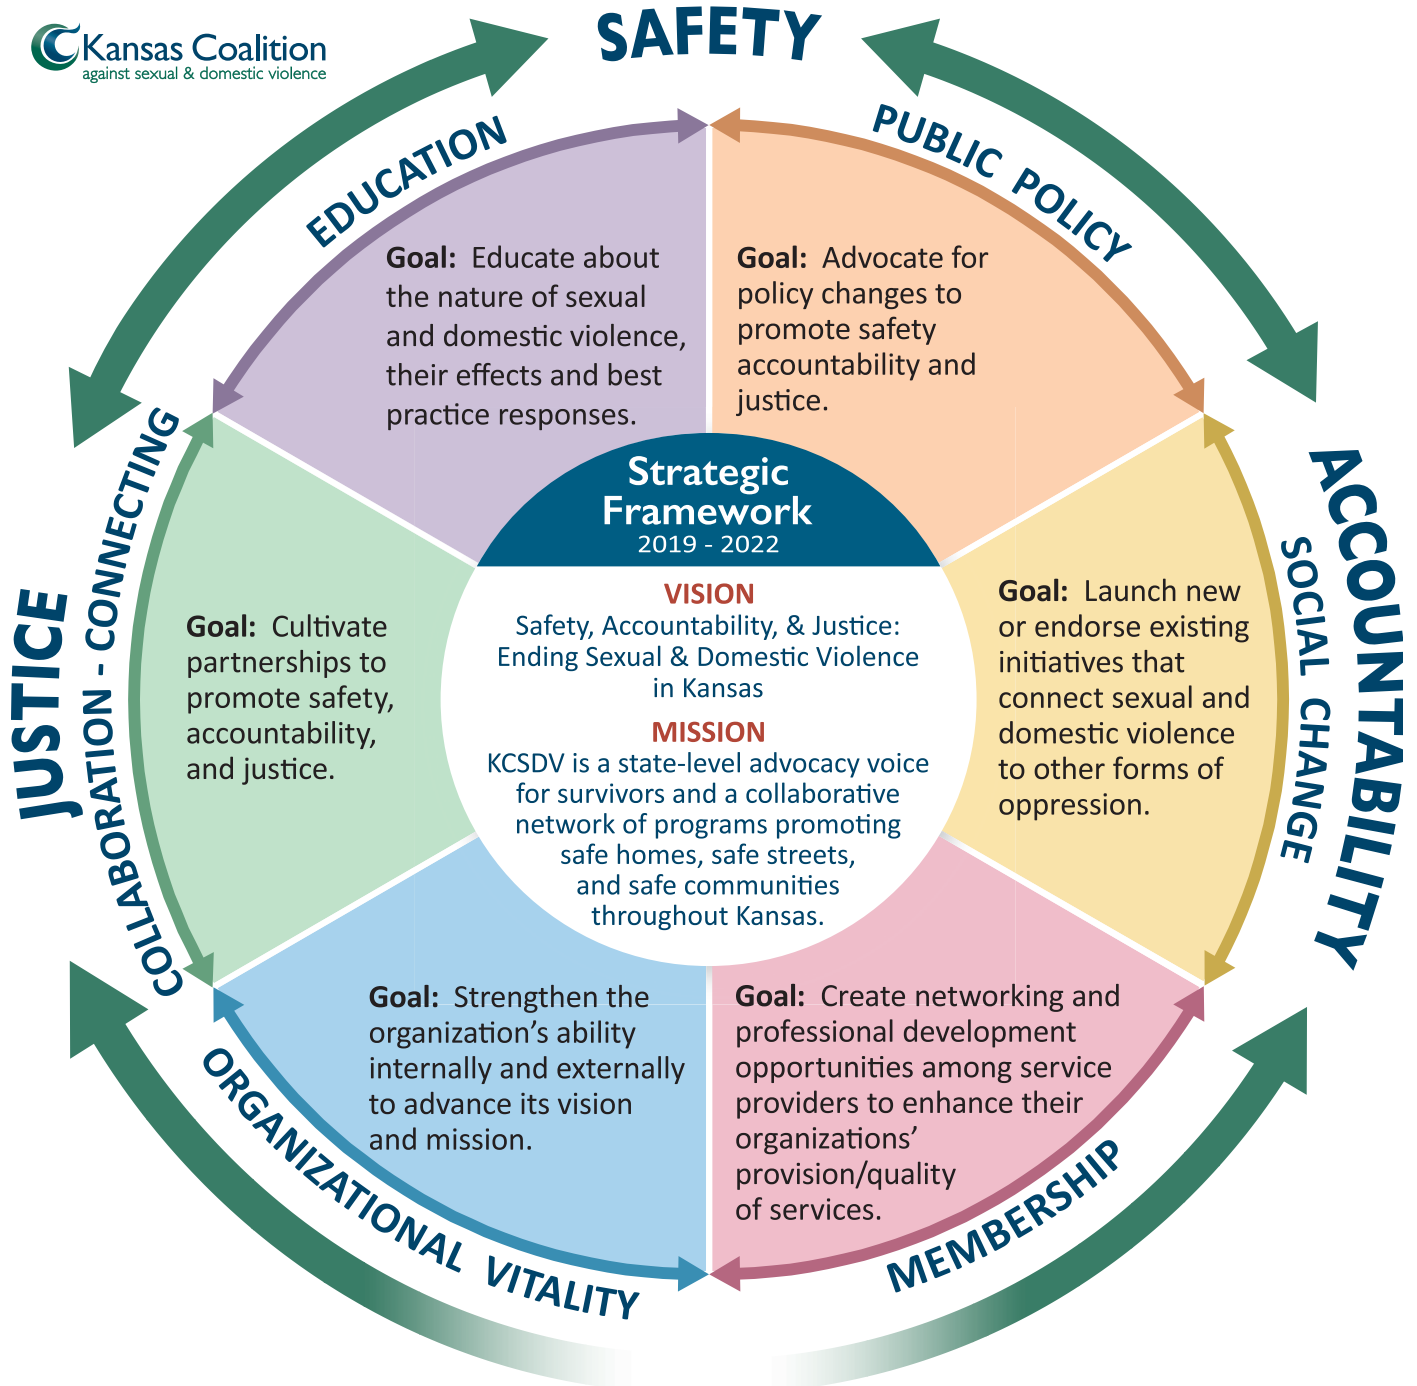 Kansas Coalition
against sexual & domestic violence
SAFETY
EDUCATION
PUBLIC POLICY
Goal: Educate about
the nature of sexual
and domestic violence,
their effects and best
practice responses.
Goal: Advocate for
policy changes to
promote safety
accountability and
justice.
ACCOUNTABILITY
SOCIAL CHANGE
Goal: Launch new
or endorse existing
initiatives that
connect sexual and
domestic violence
to other forms of
oppression.
Strategic
Framework
2019 - 2022
VISION
Safety, Accountability, & Justice:
Ending Sexual & Domestic Violence
in Kansas
MISSION
KCSDV is a state-level advocacy voice
for survivors and a collaborative
network of programs promoting
safe homes, safe streets,
and safe communities
throughout Kansas.
JUSTICE
COLLABORATION - CONNECTING
Goal: Cultivate
partnerships to
promote safety,
accountability,
and justice.
Goal: Strengthen the
organization's ability
internally and externally
to advance its vision
and mission.
ORGANIZATIONAL VITALITY
Goal: Create networking and
professional development
opportunities among service
providers to enhance their
organizations'
provision/quality
of services.
MEMBERSHIP